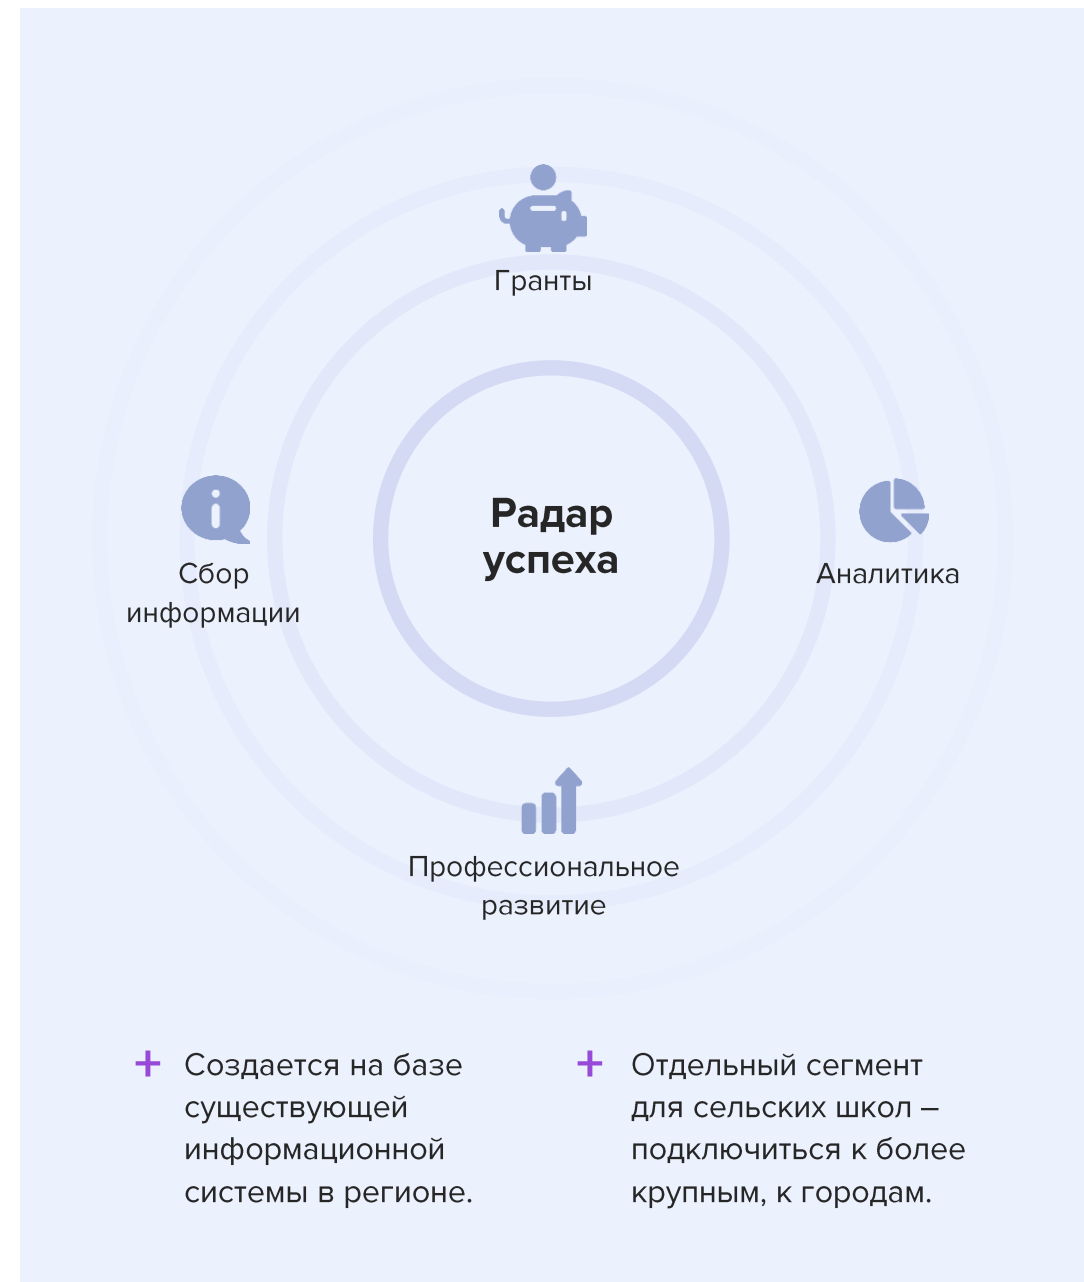 Гранты
Радар
успеха
Сбор
информации
Аналитика
Профессиональное
развитие
Создается на базе
существующей
информационной
системы в регионе.
Отдельный сегмент
для сельских школ –
подключиться к более
крупным, к городам.